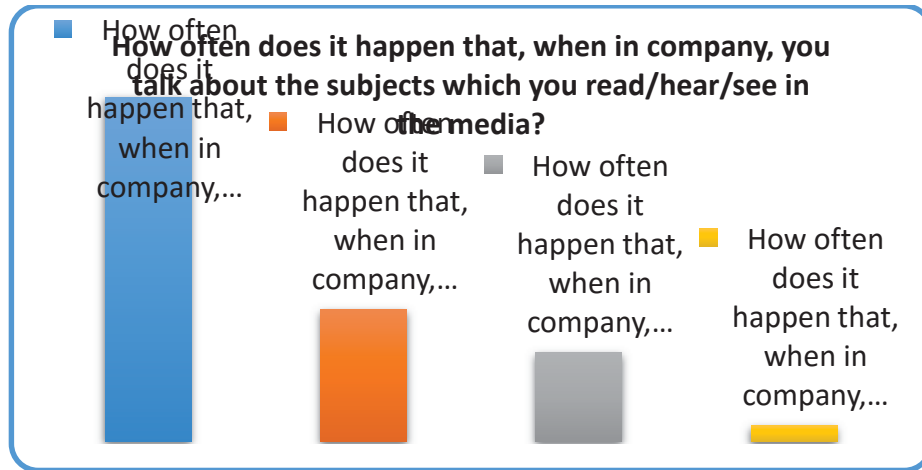 How often does it happen that, when in company, you
talk about the subjects which you read/hear/see in
the media?
How often
does it
happen that,
when in
company,...
How often
does it
happen that,
when in
company,...
How often
does it
happen that,
when in
company,...
How often
does it
happen that,
when in
company,...